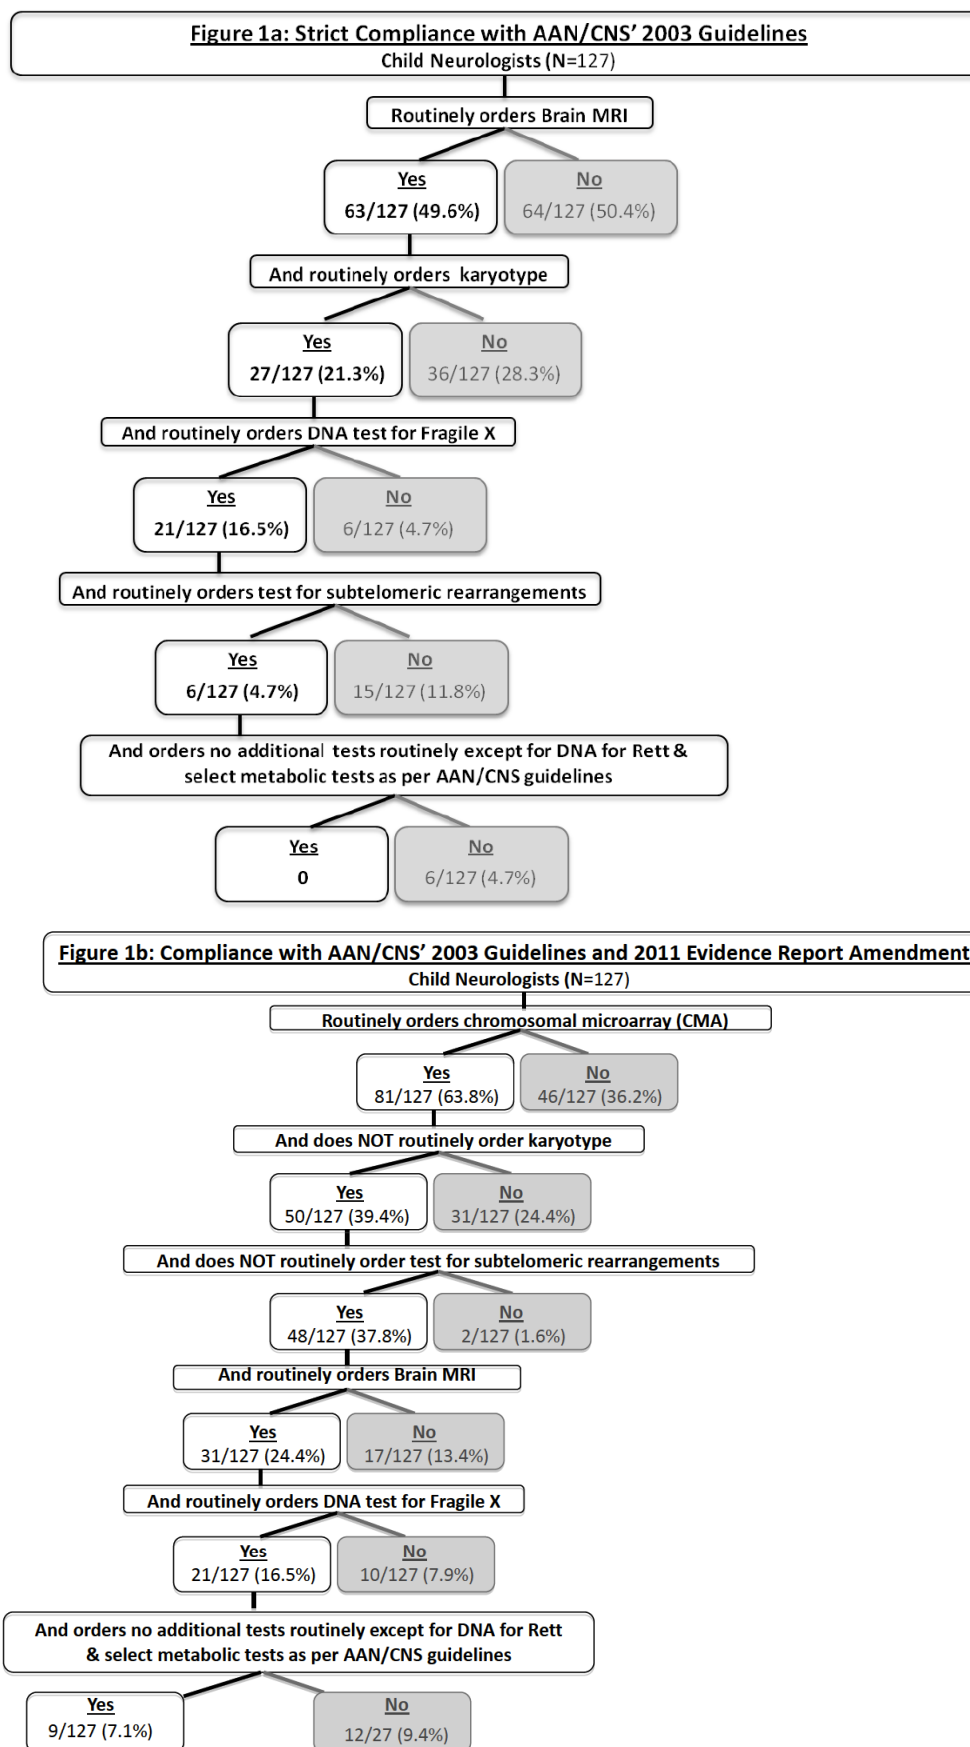 Figure 1a: Strict Compliance with AAN/CNS' 2003 Guidelines
Child Neurologists (N=127)
Routinely orders Brain MRI
Yes
63/127 (49.6%)
No
64/127 (50.4%)
And routinely orders karyotype
Yes
27/127 (21.3%)
No
36/127 (28.3%)
And routinely orders DNA test for Fragile X
Yes
21/127 (16.5%)
No
6/127 (4.7%)
And routinely orders test for subtelomeric rearrangements
Yes
6/127 (4.7%)
No
15/127 (11.8%)
And orders no additional tests routinely except for DNA for Rett &
select metabolic tests as per AAN/CNS guidelines
Yes
0
No
6/127 (4.7%)
Figure 1b: Compliance with AAN/CNS' 2003 Guidelines and 2011 Evidence Report Amendment
Child Neurologists (N=127)
Routinely orders chromosomal microarray (CMA)
Yes
81/127 (63.8%)
No
46/127 (36.2%)
And does NOT routinely order karyotype
Yes
50/127 (39.4%)
No
31/127 (24.4%)
And does NOT routinely order test for subtelomeric rearrangements
Yes
48/127 (37.8%)
No
2/127 (1.6%)
And routinely orders Brain MRI
Yes
31/127 (24.4%)
No
17/127 (13.4%)
And routinely orders DNA test for Fragile X
Yes
21/127 (16.5%)
No
10/127 (7.9%)
And orders no additional tests routinely except for DNA for Rett
& select metabolic tests as per AAN/CNS guidelines
Yes
9/127 (7.1%)
No
12/27 (9.4%)